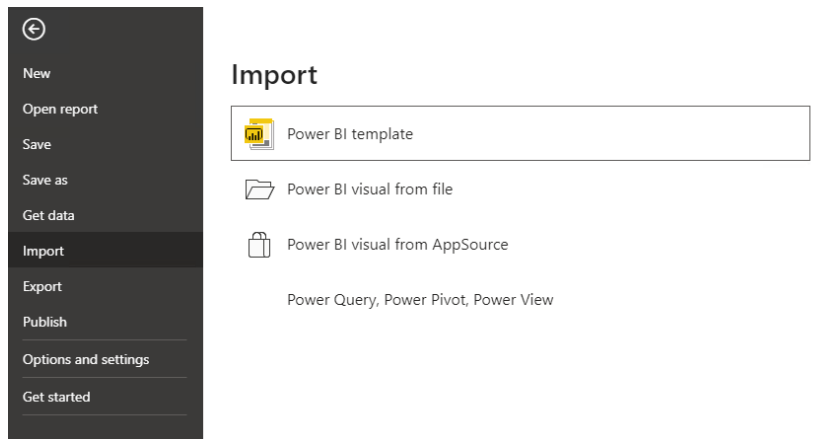 New
Open report
Save
Save as
Get data
Import
Export
Publish
Options and settings
Get started
Import
Power BI template
Power BI visual from file
Power BI visual from AppSource
Power Query, Power Pivot, Power View